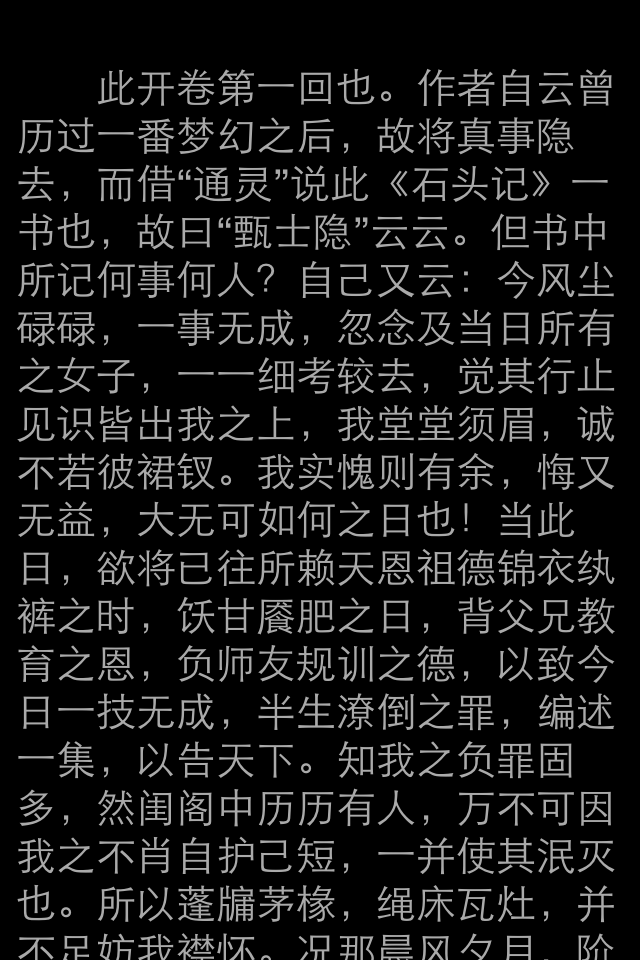 此开卷第一回也。作者自云曾
历过一番梦幻之后，故将真事隐
去，而借“通灵”说此《石头记》一
书也，故曰“甄士隐”云云。但书中
所记何事何人？自己又云：今风尘
碌碌，一事无成，忽念及当日所有
之女子，一一细考较去，觉其行止
见识皆出我之上，我堂堂须眉，诚
不若彼裙钗。我实愧则有余，悔又
无益，大无可如何之日也！当此
日，欲将已往所赖天恩祖德锦衣纨
裤之时，饫甘餍肥之日，背父兄教
育之恩，负师友规训之德，以致今
日一技无成，半生潦倒之罪，编述
一集，以告天下。知我之负罪固
多，然闺阁中历历有人，万不可因
我之不肖自护己短，一并使其泯灭
也。所以蓬牖茅椽，绳床瓦灶，并
不足妨我襟怀。况那晨风夕月，阶